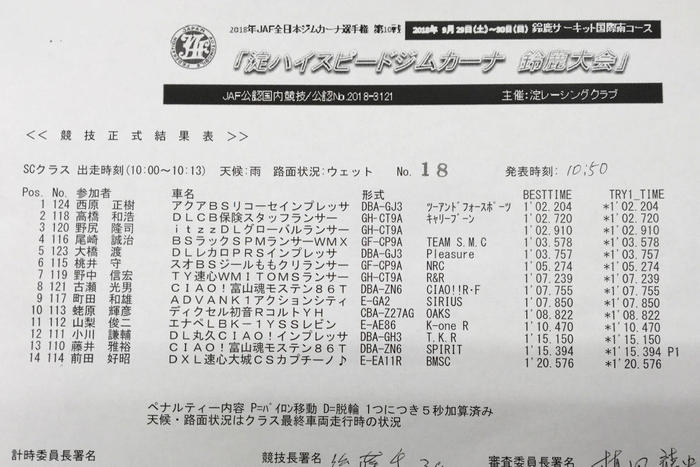 2018年JAF全日本ジムカーナ選手権 第10戦 2018年 9月29日(土)～30日(日) 鈴鹿サーキット国際南コース
「淀ハイスピードジムカーナ 鈴鹿大会」
JAF公認国内競技/公認No.2018-3121 主催:淀レーシングクラブ
<< 競技正式結果表 >>
SCクラス 出走時刻(10:00～10:13) 天候:雨 路面状況:ウェット No. 18 発表時刻: 10:50
Pos. No. 参加者 車名 型式 BESTTIME TRY1_TIME
1 124 西原 正樹 アクアBSリコーセインプレッサ DBA-GJ3 ツーアンドフォースポーツ 1'02.204 *1'02.204
2 118 高橋 和浩 DLCB保険スタッフランサー GH-CT9A キャリープーン 1'02.720 *1'02.720
3 120 野尻 隆司 itzzDLグローバルランサー GH-CT9A 1'02.910 *1'02.910
4 116 尾崎 誠治 BSラックSPMランサーWMX GF-CP9A TEAM S.M.C 1'03.578 *1'03.578
5 123 大橋 渡 DLレカロPRSインプレッサ DBA-GJ3 Pleasure 1'03.757 *1'03.757
6 115 桃井 守 スオBSジールももクリランサー GF-CP9A NRC 1'05.274 *1'05.274
7 119 野中 信宏 TY速心WMITOMSランサー GH-CT9A R&R 1'07.239 *1'07.239
8 121 古瀬 光男 CIAO!富山魂モステン86T DBA-ZN6 CIAO!!R·F 1'07.755 *1'07.755
9 117 町田 和雄 ADVANK1アクションシティ E-GA2 SIRIUS 1'07.850 *1'07.850
10 113 蛯原 輝彦 ディクセル初音RコルトYH CBA-Z27AG OAKS 1'08.822 *1'08.822
11 112 山梨 俊二 エナペルBK-1YSSレビン E-AE86 K-one R 1'10.470 *1'10.470
12 111 小川 謙輔 DL丸久CIAO!インプレッサ DBA-GH3 T.K.R 1'15.150 *1'15.150
13 110 藤井 雅裕 CIAO!富山魂モステン86T DBA-ZN6 SPIRIT 1'15.394 *1'15.394 P1
14 114 前田 好昭 DXL速心大城CSカプチーノ♪ E-EA11R BMSC 1'20.576 *1'20.576
ペナルティー内容 P=パイロン移動 D=脱輪 1つにつき5秒加算済み
天候・路面状況はクラス最終車両走行時の状況
計時委員長署名 競技長署名 審査委員長署名